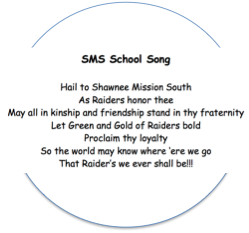 SMS School Song
Hail to Shawnee Mission South
As Raiders honor thee
May all in kinship and friendship stand in thy fraternity
Let Green and Gold of Raiders bold
Proclaim thy loyalty
So the world may know where 'ere we go
That Raider's we ever shall be!!!